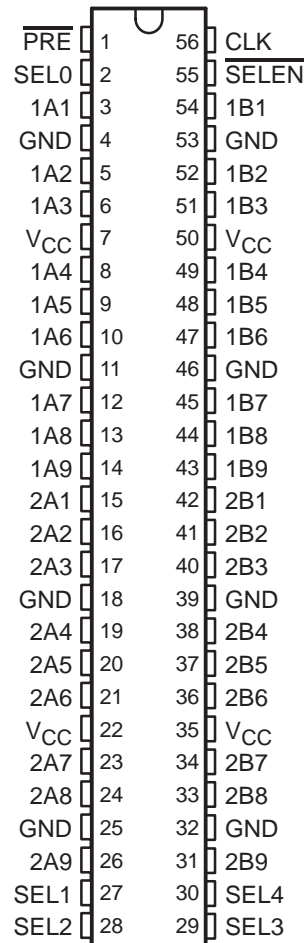 P̅R̅E̅ 1 56 CLK
SEL0 2 55 S̅E̅L̅E̅N̅
1A1 3 54 1B1
GND 4 53 GND
1A2 5 52 1B2
1A3 6 51 1B3
VCC 7 50 VCC
1A4 8 49 1B4
1A5 9 48 1B5
1A6 10 47 1B6
GND 11 46 GND
1A7 12 45 1B7
1A8 13 44 1B8
1A9 14 43 1B9
2A1 15 42 2B1
2A2 16 41 2B2
2A3 17 40 2B3
GND 18 39 GND
2A4 19 38 2B4
2A5 20 37 2B5
2A6 21 36 2B6
VCC 22 35 VCC
2A7 23 34 2B7
2A8 24 33 2B8
GND 25 32 GND
2A9 26 31 2B9
SEL1 27 30 SEL4
SEL2 28 29 SEL3